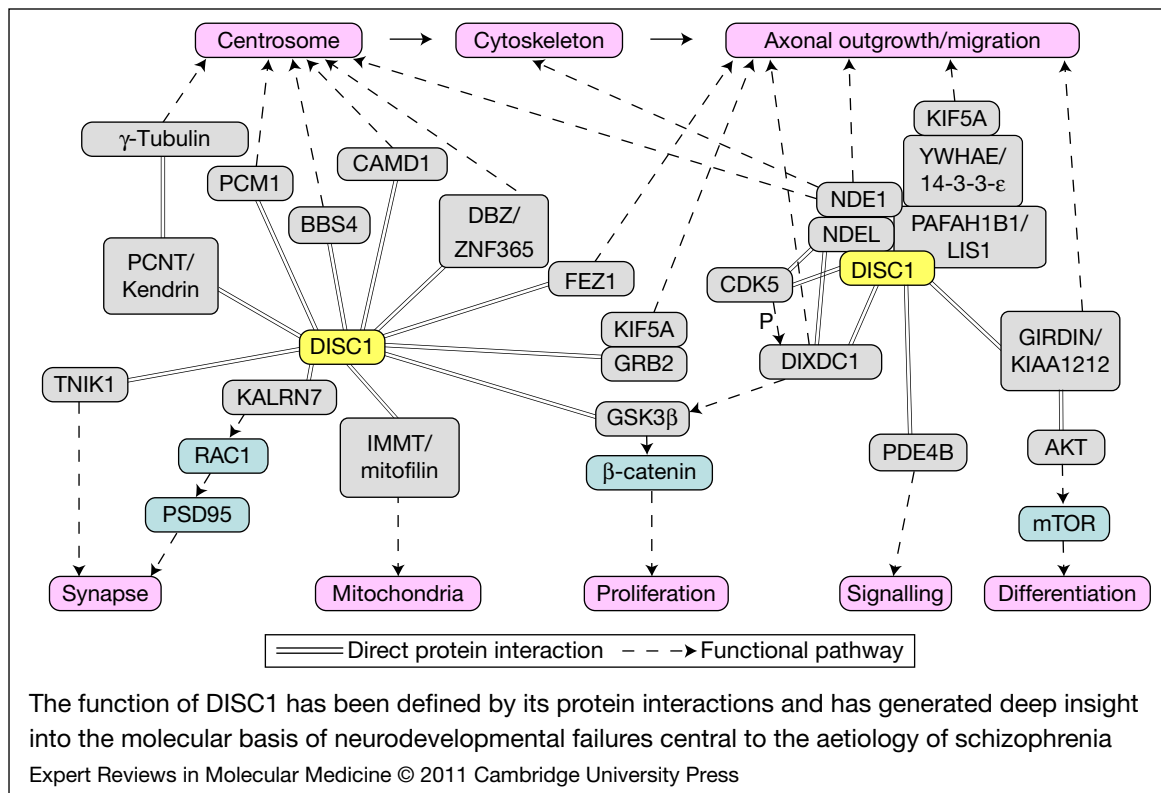 Centrosome
Cytoskeleton
Axonal outgrowth/migration
γ-Tubulin
PCM1
BBS4
CAMD1
DBZ/
ZNF365
PCNT/
Kendrin
FEZ1
KIF5A
GRB2
DISC1
TNIK1
KALRN7
RAC1
PSD95
IMMT/
mitofilin
GSK3β
β-catenin
KIF5A
YWHAE/
14-3-3-ε
NDE1
NDEL
PAFAH1B1/
LIS1
DISC1
CDK5
P
DIXDC1
GIRDIN/
KIAA1212
PDE4B
AKT
mTOR
Synapse
Mitochondria
Proliferation
Signalling
Differentiation
Direct protein interaction
Functional pathway
The function of DISC1 has been defined by its protein interactions and has generated deep insight
into the molecular basis of neurodevelopmental failures central to the aetiology of schizophrenia
Expert Reviews in Molecular Medicine © 2011 Cambridge University Press